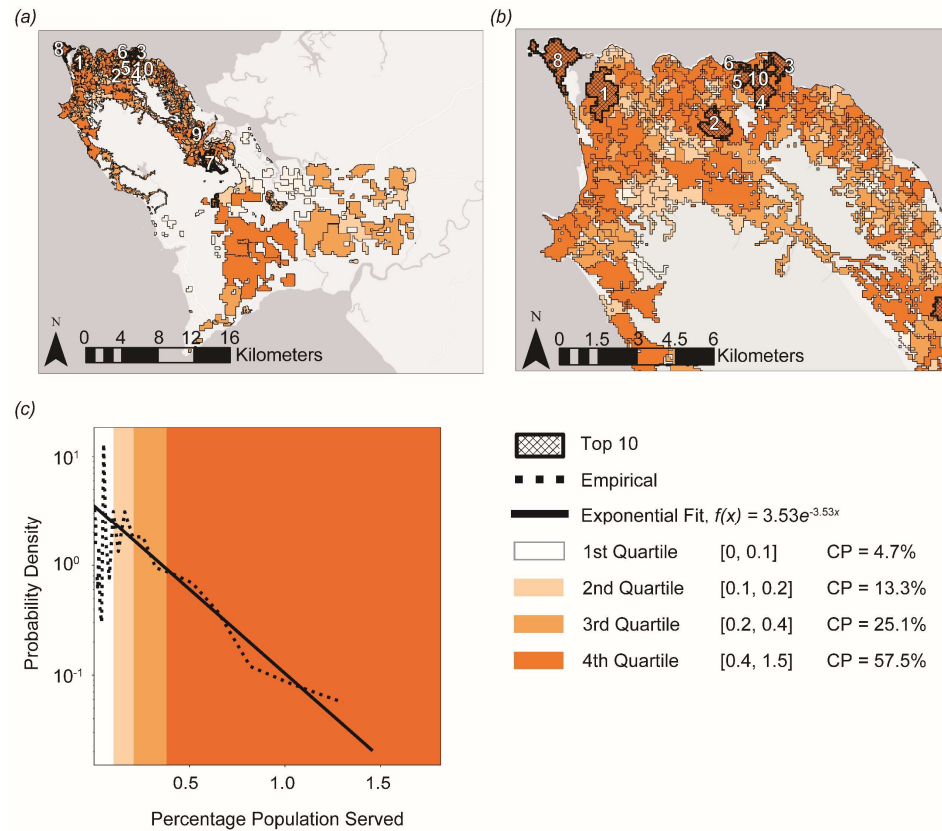 (a)
8
6 3
1
5
2 4 10
9
7
N
0 4 8 12 16
Kilometers
(b)
6
8
3
5 10
1
4
2
N
0 1.5 3 4.5 6
Kilometers
(c)
10¹
10⁰
10⁻¹
Probability Density
0.5 1.0 1.5
Percentage Population Served
Top 10
Empirical
Exponential Fit, f(x) = 3.53e⁻³·⁵³ˣ
1st Quartile [0, 0.1] CP = 4.7%
2nd Quartile [0.1, 0.2] CP = 13.3%
3rd Quartile [0.2, 0.4] CP = 25.1%
4th Quartile [0.4, 1.5] CP = 57.5%